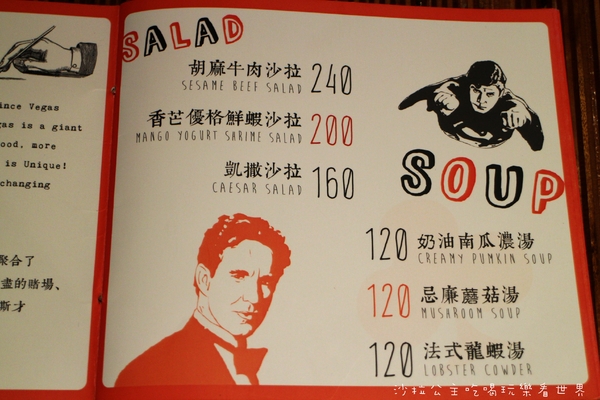 ince Vegas
gas is a giant
ood. more
is Unique!
changing
聚合了
盡的賭場、
斯才
SALAD
胡麻牛肉沙拉 240
SESAME BEEF SALAD
香芒優格鮮蝦沙拉 200
MANGO YOGURT SHRIME SALAD
凱撒沙拉 160
CAESAR SALAD
SOUP
120 奶油南瓜濃湯
CREAMY PUMKIN SOUP
120 忌廉蘑菇湯
MUSHROOM SOUP
120 法式龍蝦湯
LOBSTER COWDER
沙拉公主吃喝玩樂看世界